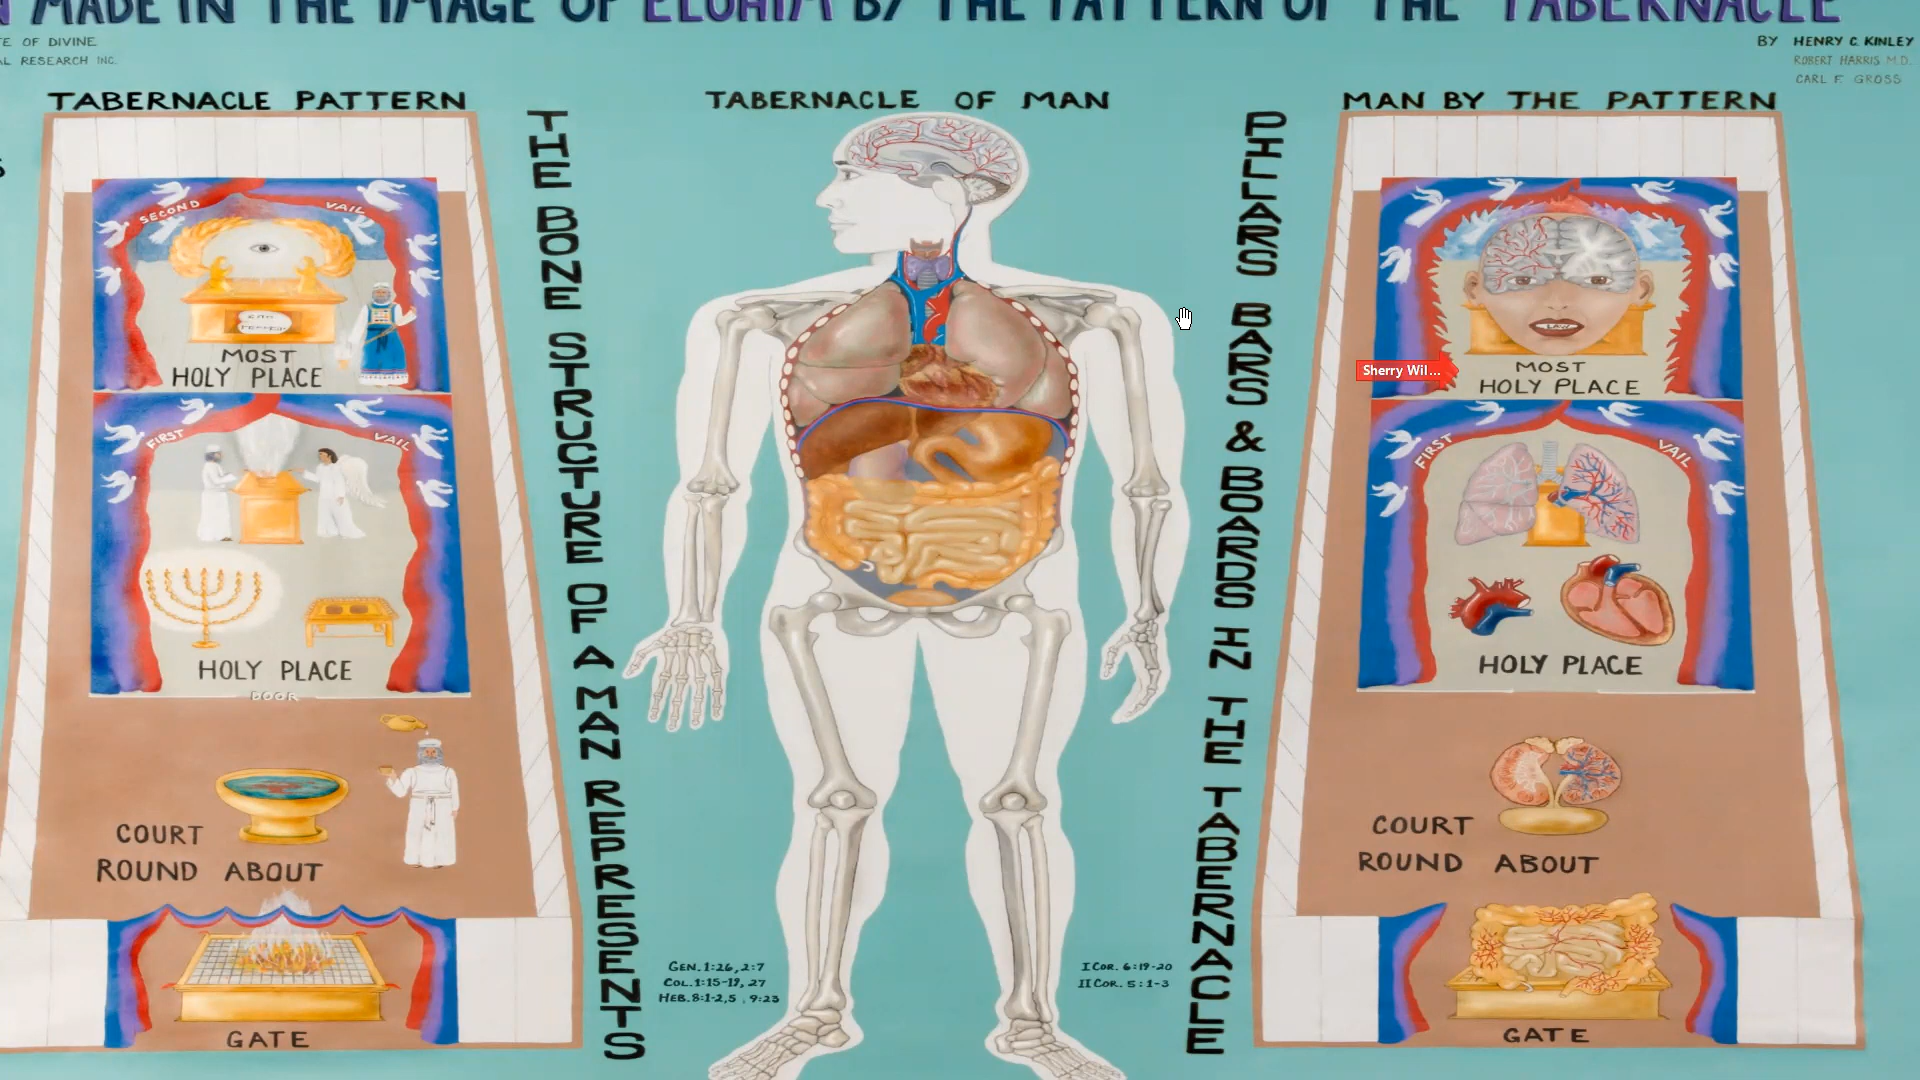 MADE IN THE IMAGE OF ELOHIM BY THE PATTERN OF THE TABERNACLE
OF DIVINE
RESEARCH INC.
BY HENRY C. KINLEY
ROBERT HARRIS M.D.
CARL F. GROSS
TABERNACLE PATTERN
SECOND VAIL
MOST
HOLY PLACE
FIRST VAIL
HOLY PLACE
DOOR
COURT
ROUND ABOUT
GATE
THE BONE STRUCTURE OF A MAN REPRESENTS
TABERNACLE OF MAN
GEN. 1:26, 2:7
COL. 1:15-19, 27
HEB. 8:1-2, 5, 9:23
I COR. 6:19-20
II COR. 5:1-3
PILLARS BARS & BOARDS IN THE TABERNACLE
MAN BY THE PATTERN
LAW
Sherry Wil...
MOST
HOLY PLACE
FIRST VAIL
HOLY PLACE
COURT
ROUND ABOUT
GATE